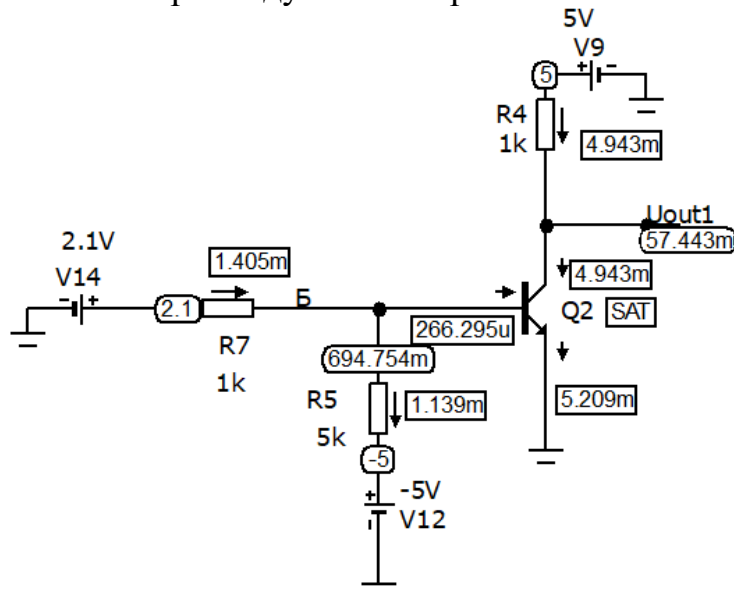 5V
V9
5
R4
1k
4.943m
Uout1
57.443m
2.1V
V14
1.405m
4.943m
2.1
Б
Q2
SAT
R7
1k
266.295u
694.754m
R5
5k
1.139m
5.209m
-5
-5V
V12